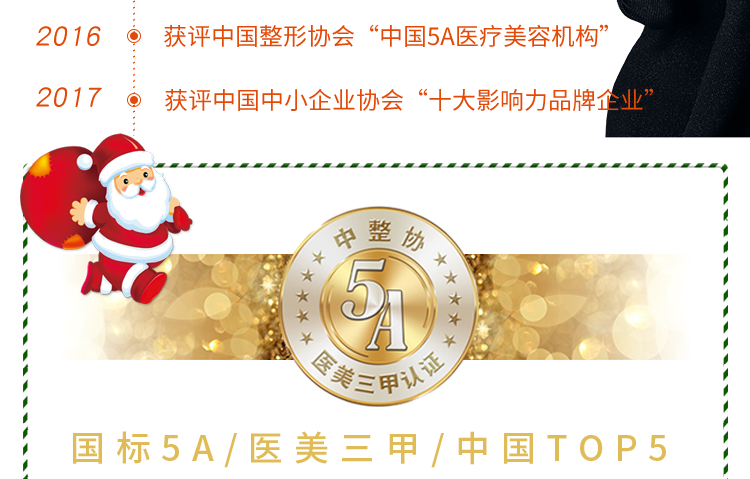 2016 获评中国整形协会“中国5A医疗美容机构”
2017 获评中国中小企业协会“十大影响力品牌企业”
中整协
5A
医美三甲认证
国标5A/医美三甲/中国TOP5